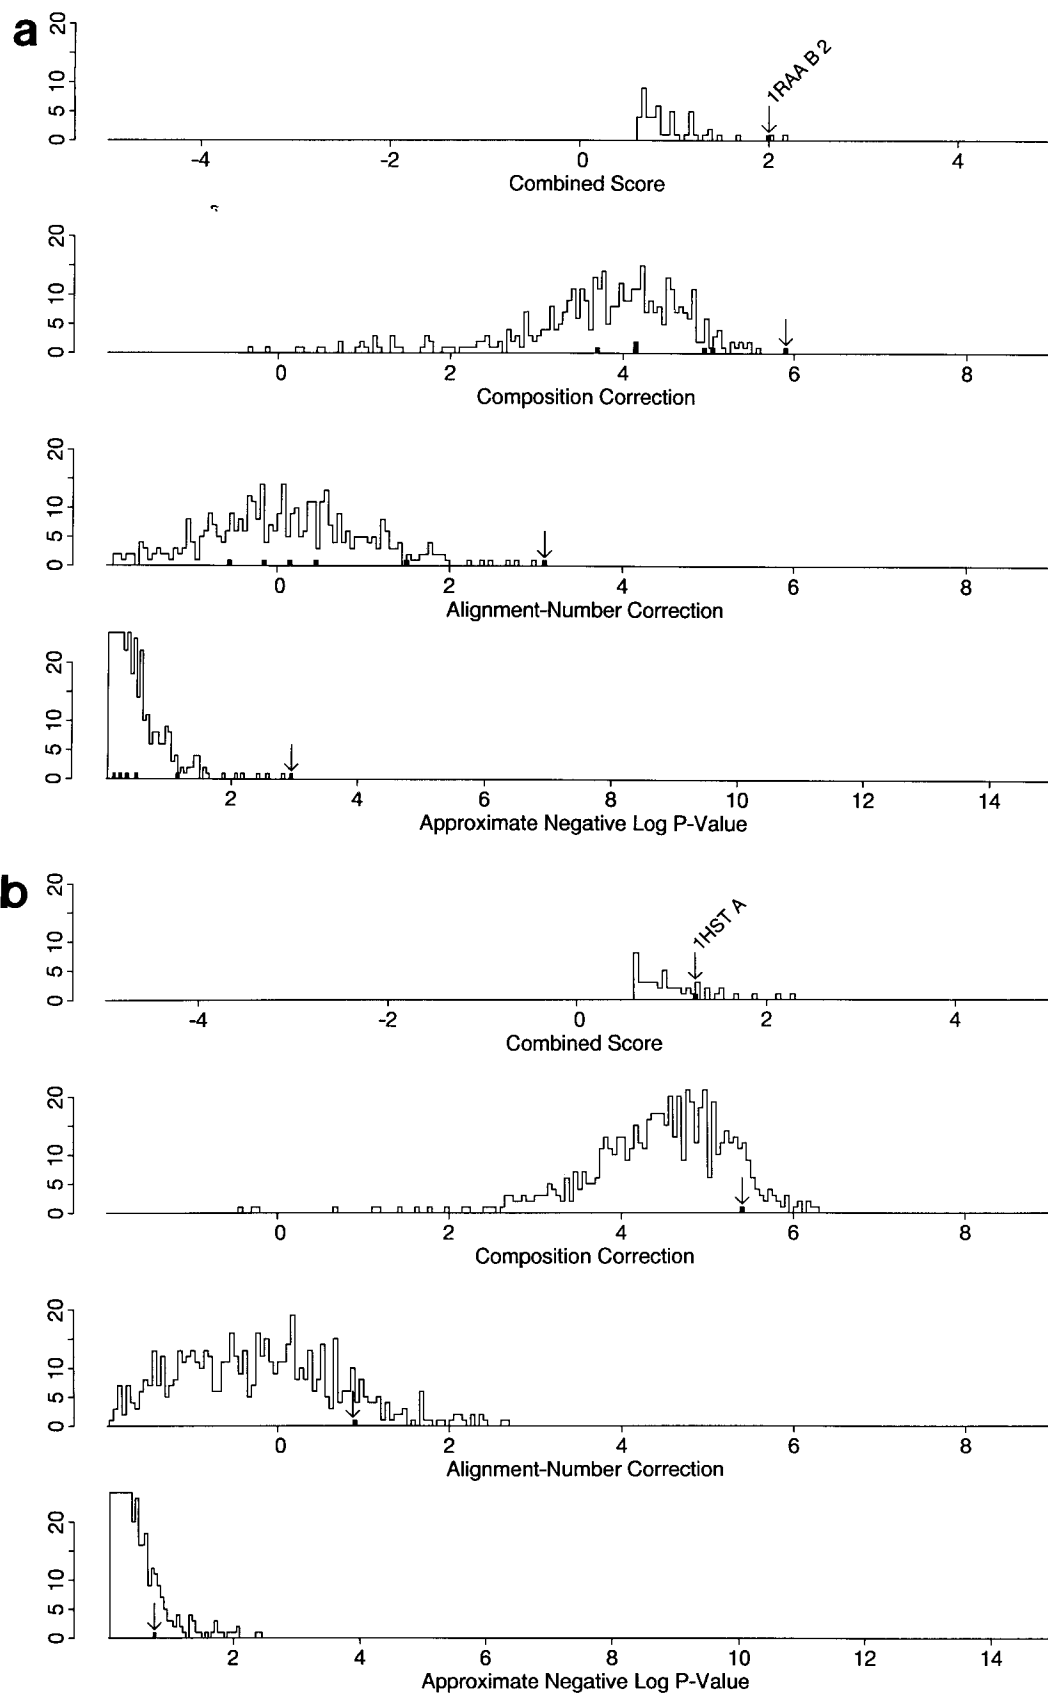 a
20
10
5
0
1RAA B 2
-4 -2 0 2 4
Combined Score
20
10
5
0
0 2 4 6 8
Composition Correction
20
10
5
0
0 2 4 6 8
Alignment-Number Correction
20
10
5
0
2 4 6 8 10 12 14
Approximate Negative Log P-Value
b
20
10
5
0
1HST A
-4 -2 0 2 4
Combined Score
20
10
5
0
0 2 4 6 8
Composition Correction
20
10
5
0
0 2 4 6 8
Alignment-Number Correction
20
10
5
0
2 4 6 8 10 12 14
Approximate Negative Log P-Value